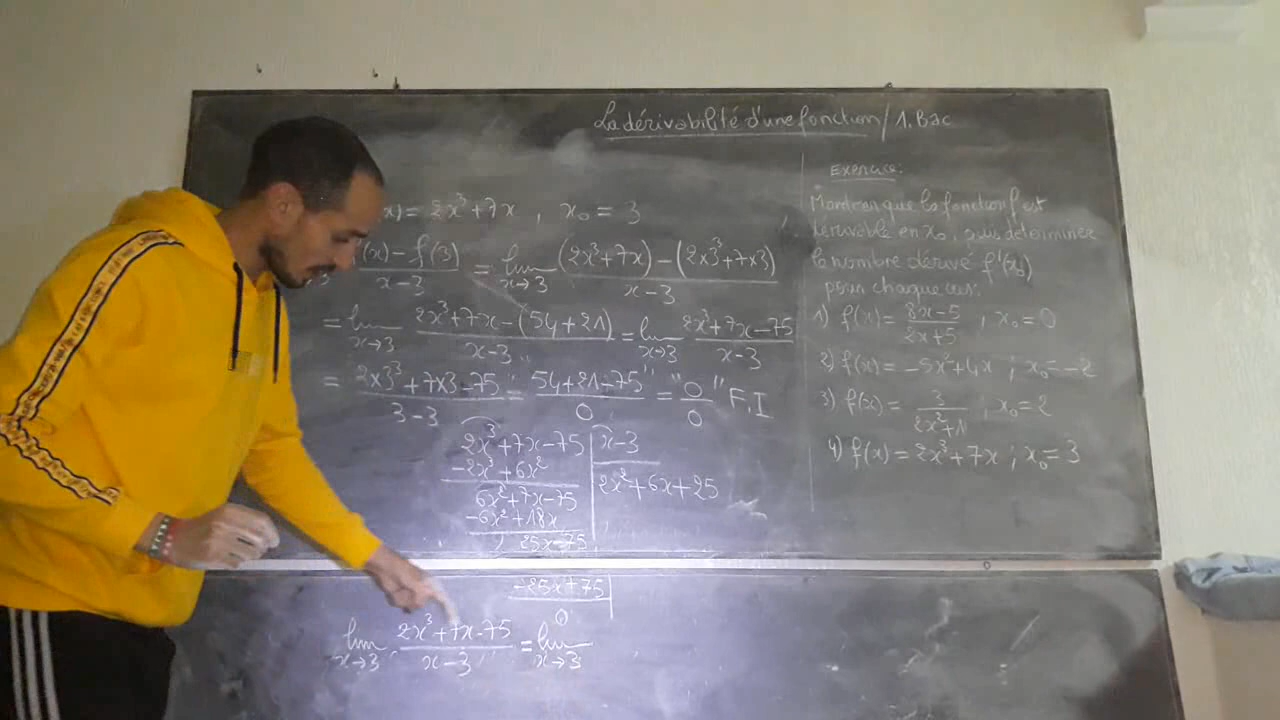 La dérivabilité d'une fonction / 1. Bac
x) = 2x³+7x , x₀ = 3
(x) - f(3) / x-3 = lim x→3 (2x³+7x) - (2x3³+7x3) / x-3
= lim x→3 2x³+7x-(54+21) / x-3 = lim x→3 2x³+7x-75 / x-3
= "2x3³+7x3-75 / 3-3" = "54+21-75 / 0" = "0 / 0" F.I
2x³+7x-75 | x-3
-2x³+6x² | 2x²+6x+25
6x²+7x-75
-6x²+18x
25x-75
-25x+75
0
lim x→3 2x³+7x-75 / x-3 = lim x→3
Exercice:
Montrer que la fonction f est
dérivable en x₀, puis déterminer
le nombre dérivé f'(x₀)
pour chaque cas:
1) f(x) = 3x-5 / 2x+5 , x₀ = 0
2) f(x) = -5x²+4x ; x₀ = -2
3) f(x) = 3 / 2x²+1 , x₀ = 2
4) f(x) = 2x³+7x ; x₀ = 3